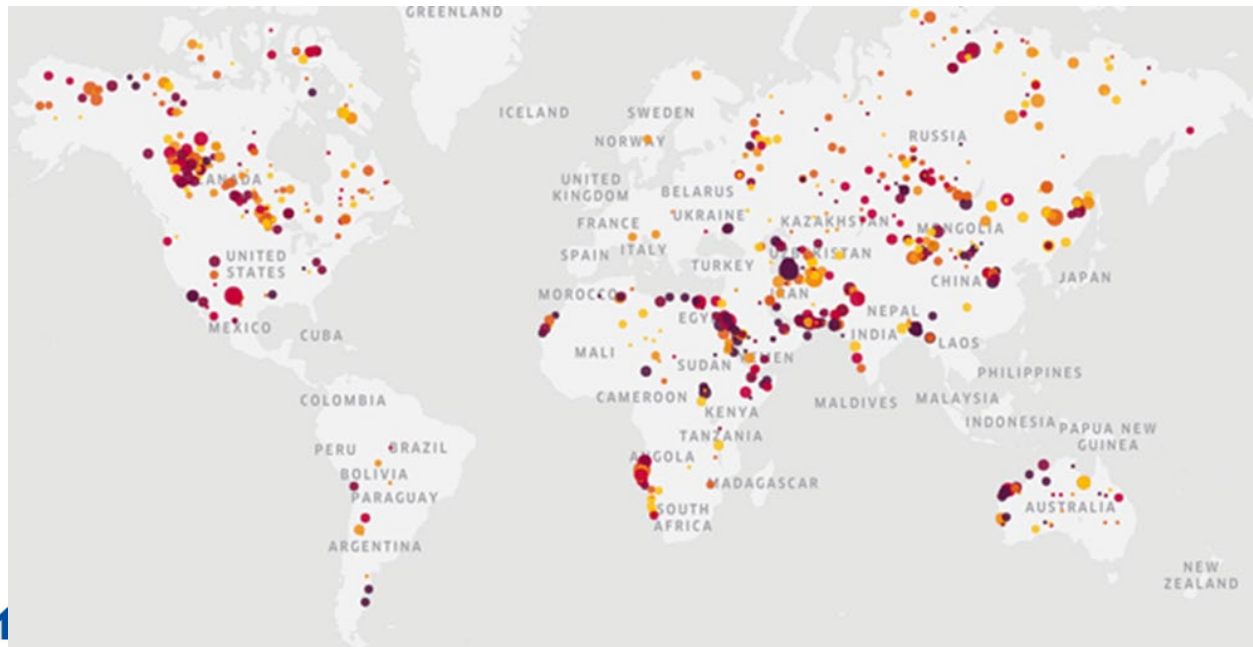 GREENLAND
ICELAND
SWEDEN
NORWAY
RUSSIA
UNITED
KINGDOM
BELARUS
CANADA
FRANCE
UKRAINE
KAZAKHSTAN
MONGOLIA
SPAIN
ITALY
UZBEKISTAN
UNITED
STATES
TURKEY
CHINA
JAPAN
MOROCCO
IRAN
MEXICO
CUBA
EGY
NEPAL
INDIA
LAOS
MALI
SUDAN
YEMEN
PHILIPPINES
COLOMBIA
CAMEROON
KENYA
MALDIVES
MALAYSIA
INDONESIA
PAPUA NEW
GUINEA
PERU
BRAZIL
TANZANIA
ANGOLA
BOLIVIA
PARAGUAY
MADAGASCAR
SOUTH
AFRICA
AUSTRALIA
ARGENTINA
NEW
ZEALAND